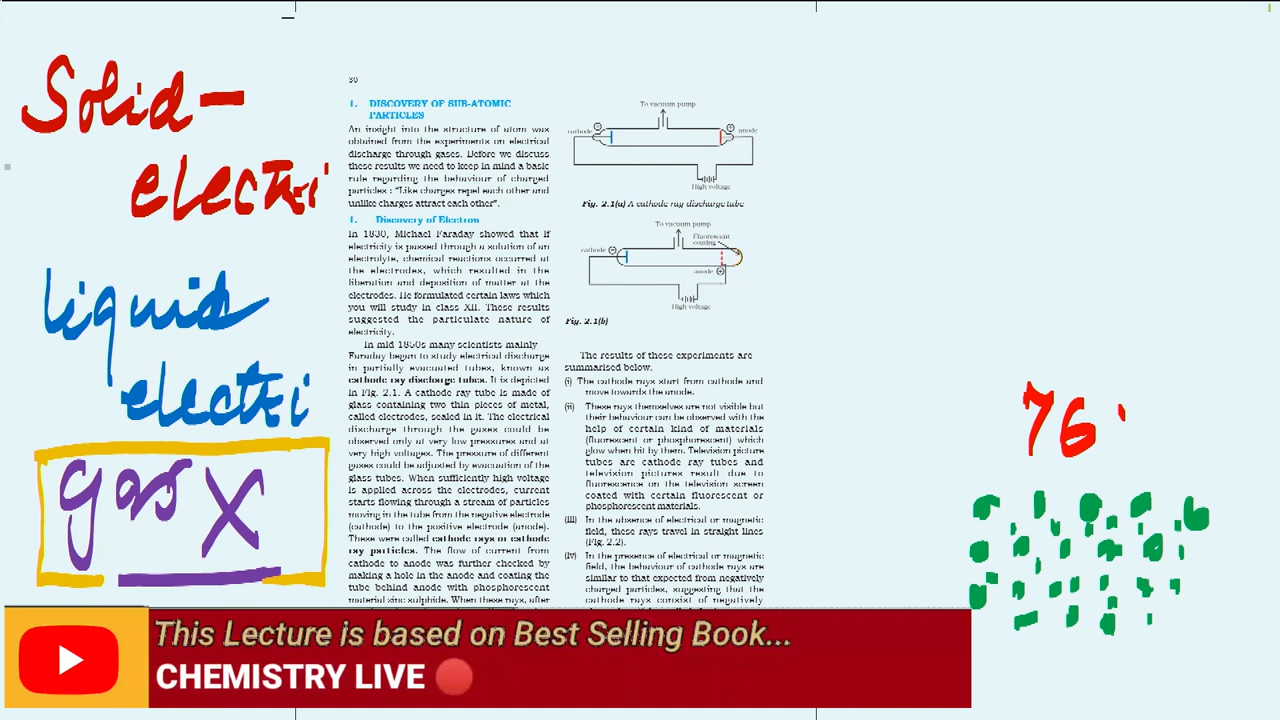 Solid-
electri
liquid
electri
gas X
30
1. DISCOVERY OF SUB-ATOMIC
PARTICLES
An insight into the structure of atom was
obtained from the experiments on electrical
discharge through gases. Before we discuss
these results we need to keep in mind a basic
rule regarding the behaviour of charged
particles : "Like charges repel each other and
unlike charges attract each other".
1. Discovery of Electron
In 1830, Michael Faraday showed that if
electricity is passed through a solution of an
electrolyte, chemical reactions occurred at
the electrodes, which resulted in the
liberation and deposition of matter at the
electrodes. He formulated certain laws which
you will study in class XII. These results
suggested the particulate nature of
electricity.
In mid 1850s many scientists mainly
Faraday began to study electrical discharge
in partially evacuated tubes, known as
cathode ray discharge tubes. It is depicted
in Fig. 2.1. A cathode ray tube is made of
glass containing two thin pieces of metal,
called electrodes, sealed in it. The electrical
discharge through the gases could be
observed only at very low pressures and at
very high voltages. The pressure of different
gases could be adjusted by evacuation of the
glass tubes. When sufficiently high voltage
is applied across the electrodes, current
starts flowing through a stream of particles
moving in the tube from the negative electrode
(cathode) to the positive electrode (anode).
These were called cathode rays or cathode
ray particles. The flow of current from
cathode to anode was further checked by
making a hole in the anode and coating the
tube behind anode with phosphorescent
material zinc sulphide. When these rays, after
To vacuum pump
cathode
anode
High voltage
Fig. 2.1(a) A cathode ray discharge tube
To vacuum pump
Fluorescent
coating
cathode
anode
High voltage
Fig. 2.1(b)
The results of these experiments are
summarised below.
(i) The cathode rays start from cathode and
move towards the anode.
(ii) These rays themselves are not visible but
their behaviour can be observed with the
help of certain kind of materials
(fluorescent or phosphorescent) which
glow when hit by them. Television picture
tubes are cathode ray tubes and
television pictures result due to
fluorescence on the television screen
coated with certain fluorescent or
phosphorescent materials.
(iii) In the absence of electrical or magnetic
field, these rays travel in straight lines
(Fig. 2.2).
(iv) In the presence of electrical or magnetic
field, the behaviour of cathode rays are
similar to that expected from negatively
charged particles, suggesting that the
cathode rays consist of negatively
76
This Lecture is based on Best Selling Book...
CHEMISTRY LIVE